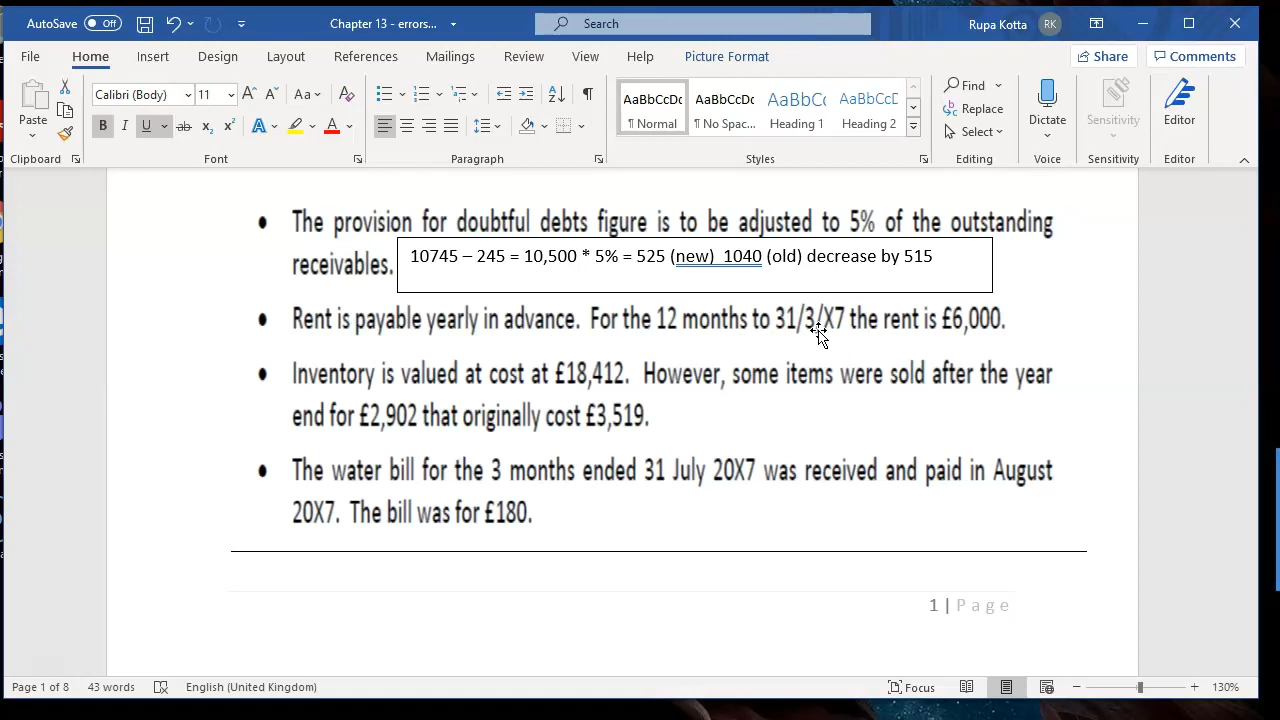 AutoSave Off Chapter 13 - errors... Search Rupa Kotta RK
File Home Insert Design Layout References Mailings Review View Help Picture Format Share Comments
Paste Calibri (Body) 11 Aa AaBbCcDc AaBbCcDc AaBbCc AaBbCcE Find Replace Select Dictate Sensitivity Editor
B I U ab x₂ x² A A ¶ Normal ¶ No Spac... Heading 1 Heading 2
Clipboard Font Paragraph Styles Editing Voice Sensitivity Editor
• The provision for doubtful debts figure is to be adjusted to 5% of the outstanding
receivables.
10745 – 245 = 10,500 * 5% = 525 (new) 1040 (old) decrease by 515
• Rent is payable yearly in advance. For the 12 months to 31/3/X7 the rent is £6,000.
• Inventory is valued at cost at £18,412. However, some items were sold after the year
end for £2,902 that originally cost £3,519.
• The water bill for the 3 months ended 31 July 20X7 was received and paid in August
20X7. The bill was for £180.
1 | Page
Page 1 of 8 43 words English (United Kingdom) Focus 130%